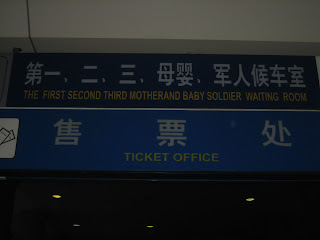 第一、二、三、母婴、军人候车室
THE FIRST SECOND THIRD MOTHERAND BABY SOLDIER WAITING ROOM
售票处
TICKET OFFICE